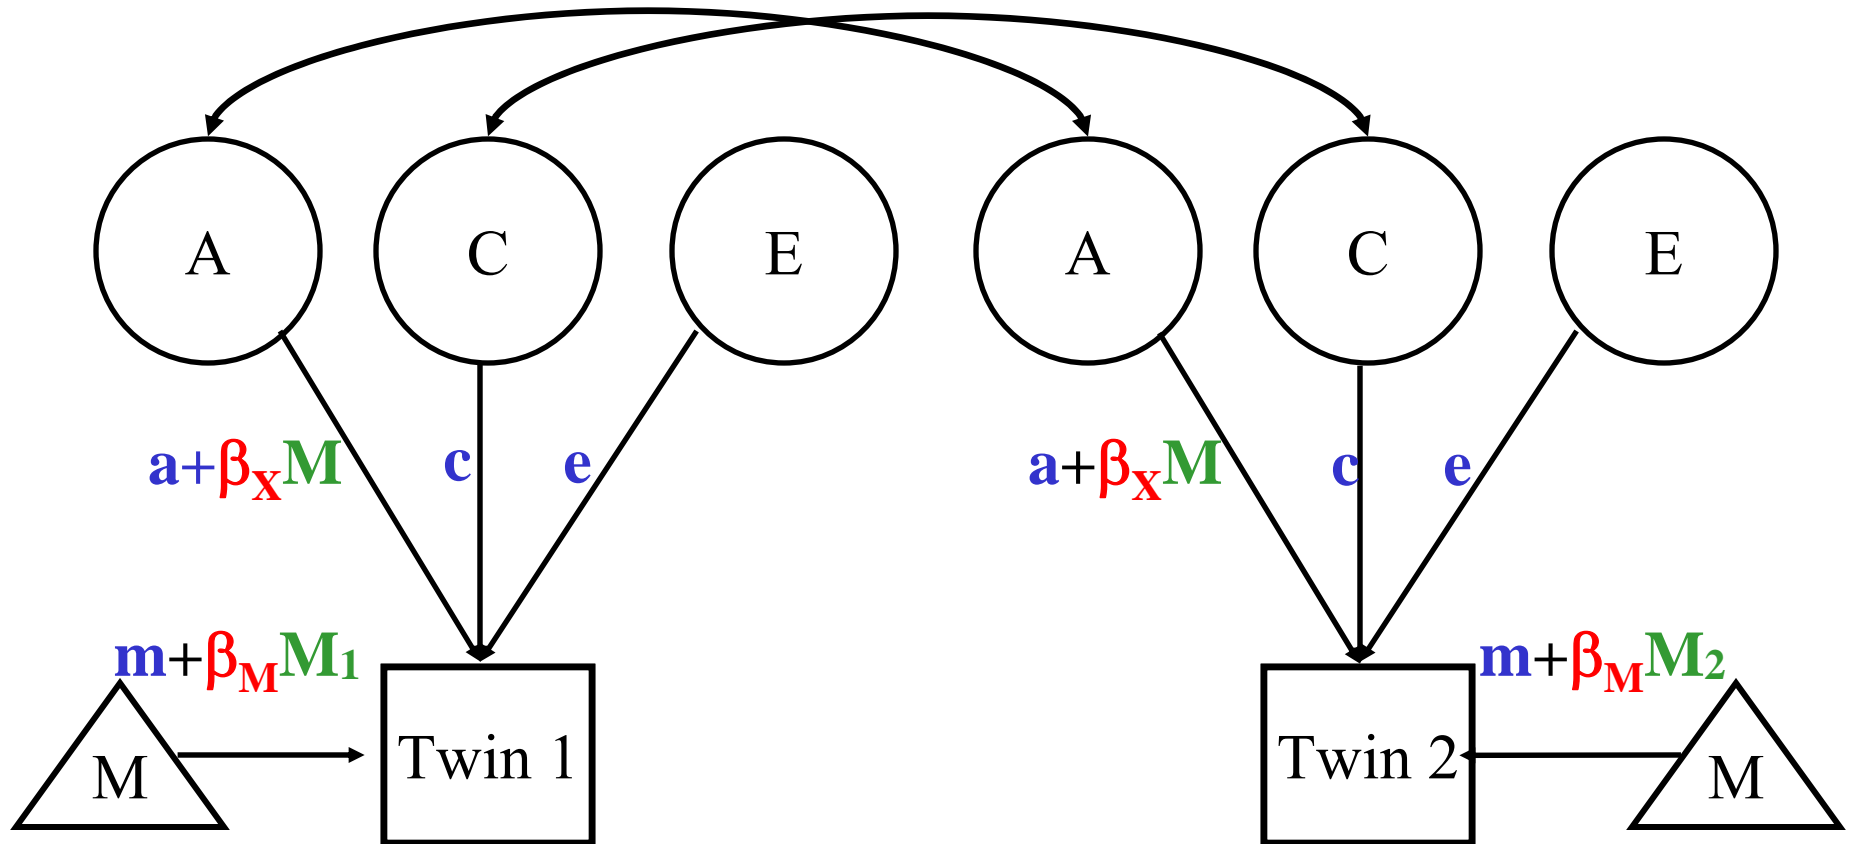 A C E A C E
a+βXM c e a+βXM c e
m+βMM1 m+βMM2
M Twin 1 Twin 2 M